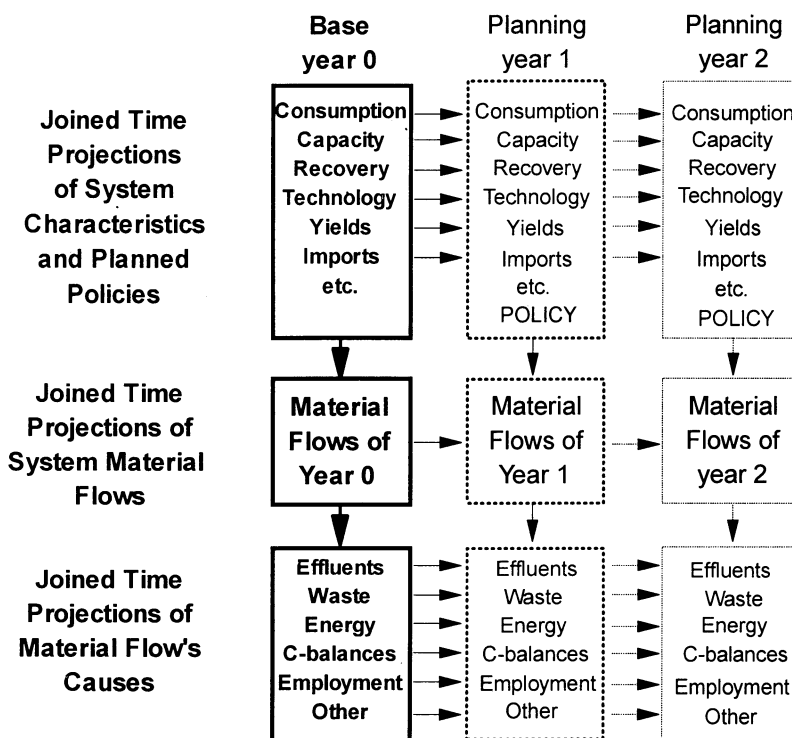 Base
year 0
Planning
year 1
Planning
year 2
Joined Time
Projections
of System
Characteristics
and Planned
Policies
Consumption
Capacity
Recovery
Technology
Yields
Imports
etc.
Consumption
Capacity
Recovery
Technology
Yields
Imports
etc.
POLICY
Consumption
Capacity
Recovery
Technology
Yields
Imports
etc.
POLICY
Joined Time
Projections of
System Material
Flows
Material
Flows of
Year 0
Material
Flows of
Year 1
Material
Flows of
year 2
Joined Time
Projections of
Material Flow's
Causes
Effluents
Waste
Energy
C-balances
Employment
Other
Effluents
Waste
Energy
C-balances
Employment
Other
Effluents
Waste
Energy
C-balances
Employment
Other